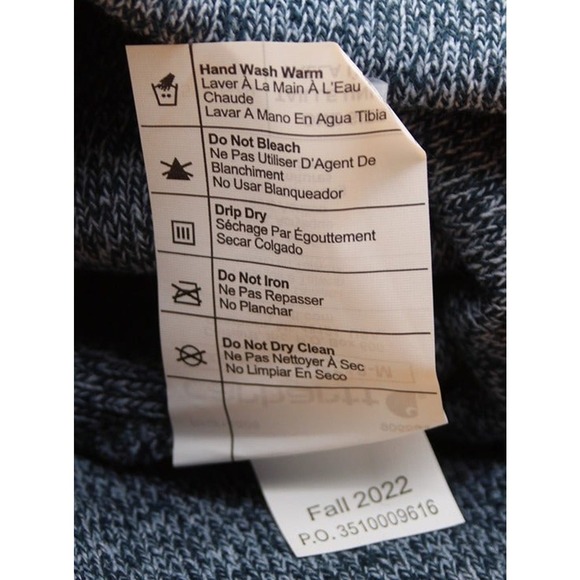 Hand Wash Warm
Laver À La Main À L'Eau
Chaude
Lavar A Mano En Agua Tibia
Do Not Bleach
Ne Pas Utiliser D'Agent De
Blanchiment
No Usar Blanqueador
Drip Dry
Séchage Par Égouttement
Secar Colgado
Do Not Iron
Ne Pas Repasser
No Planchar
Do Not Dry Clean
Ne Pas Nettoyer À Sec
No Limpiar En Seco
Fall 2022
P.O. 3510009616